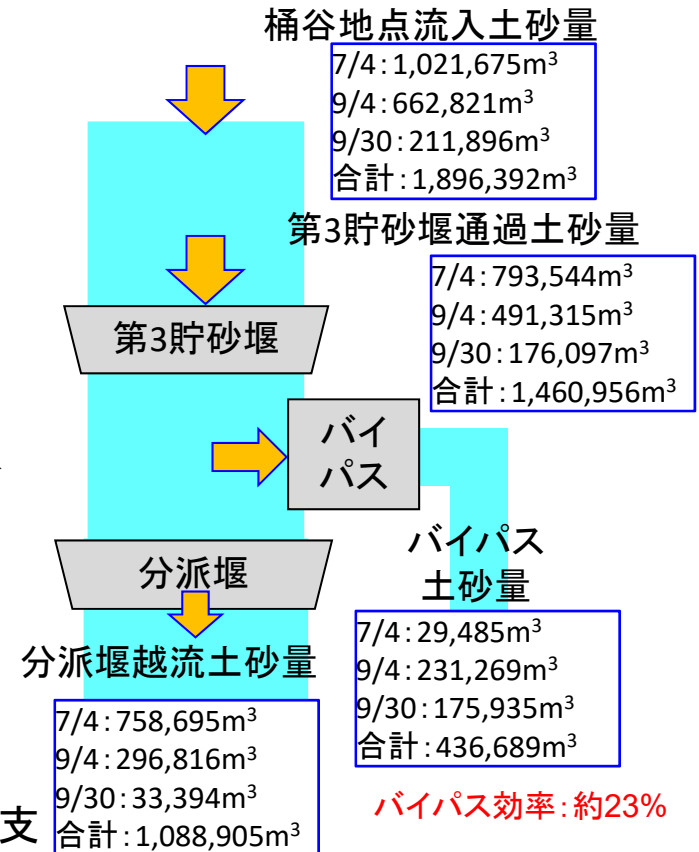 桶谷地点流入土砂量
7/4：1,021,675m³
9/4：662,821m³
9/30：211,896m³
合計：1,896,392m³
第3貯砂堰通過土砂量
7/4：793,544m³
9/4：491,315m³
9/30：176,097m³
合計：1,460,956m³
第3貯砂堰
バイ
パス
分派堰
バイパス
土砂量
7/4：29,485m³
9/4：231,269m³
9/30：175,935m³
合計：436,689m³
分派堰越流土砂量
7/4：758,695m³
9/4：296,816m³
9/30：33,394m³
合計：1,088,905m³
バイパス効率：約23%
支